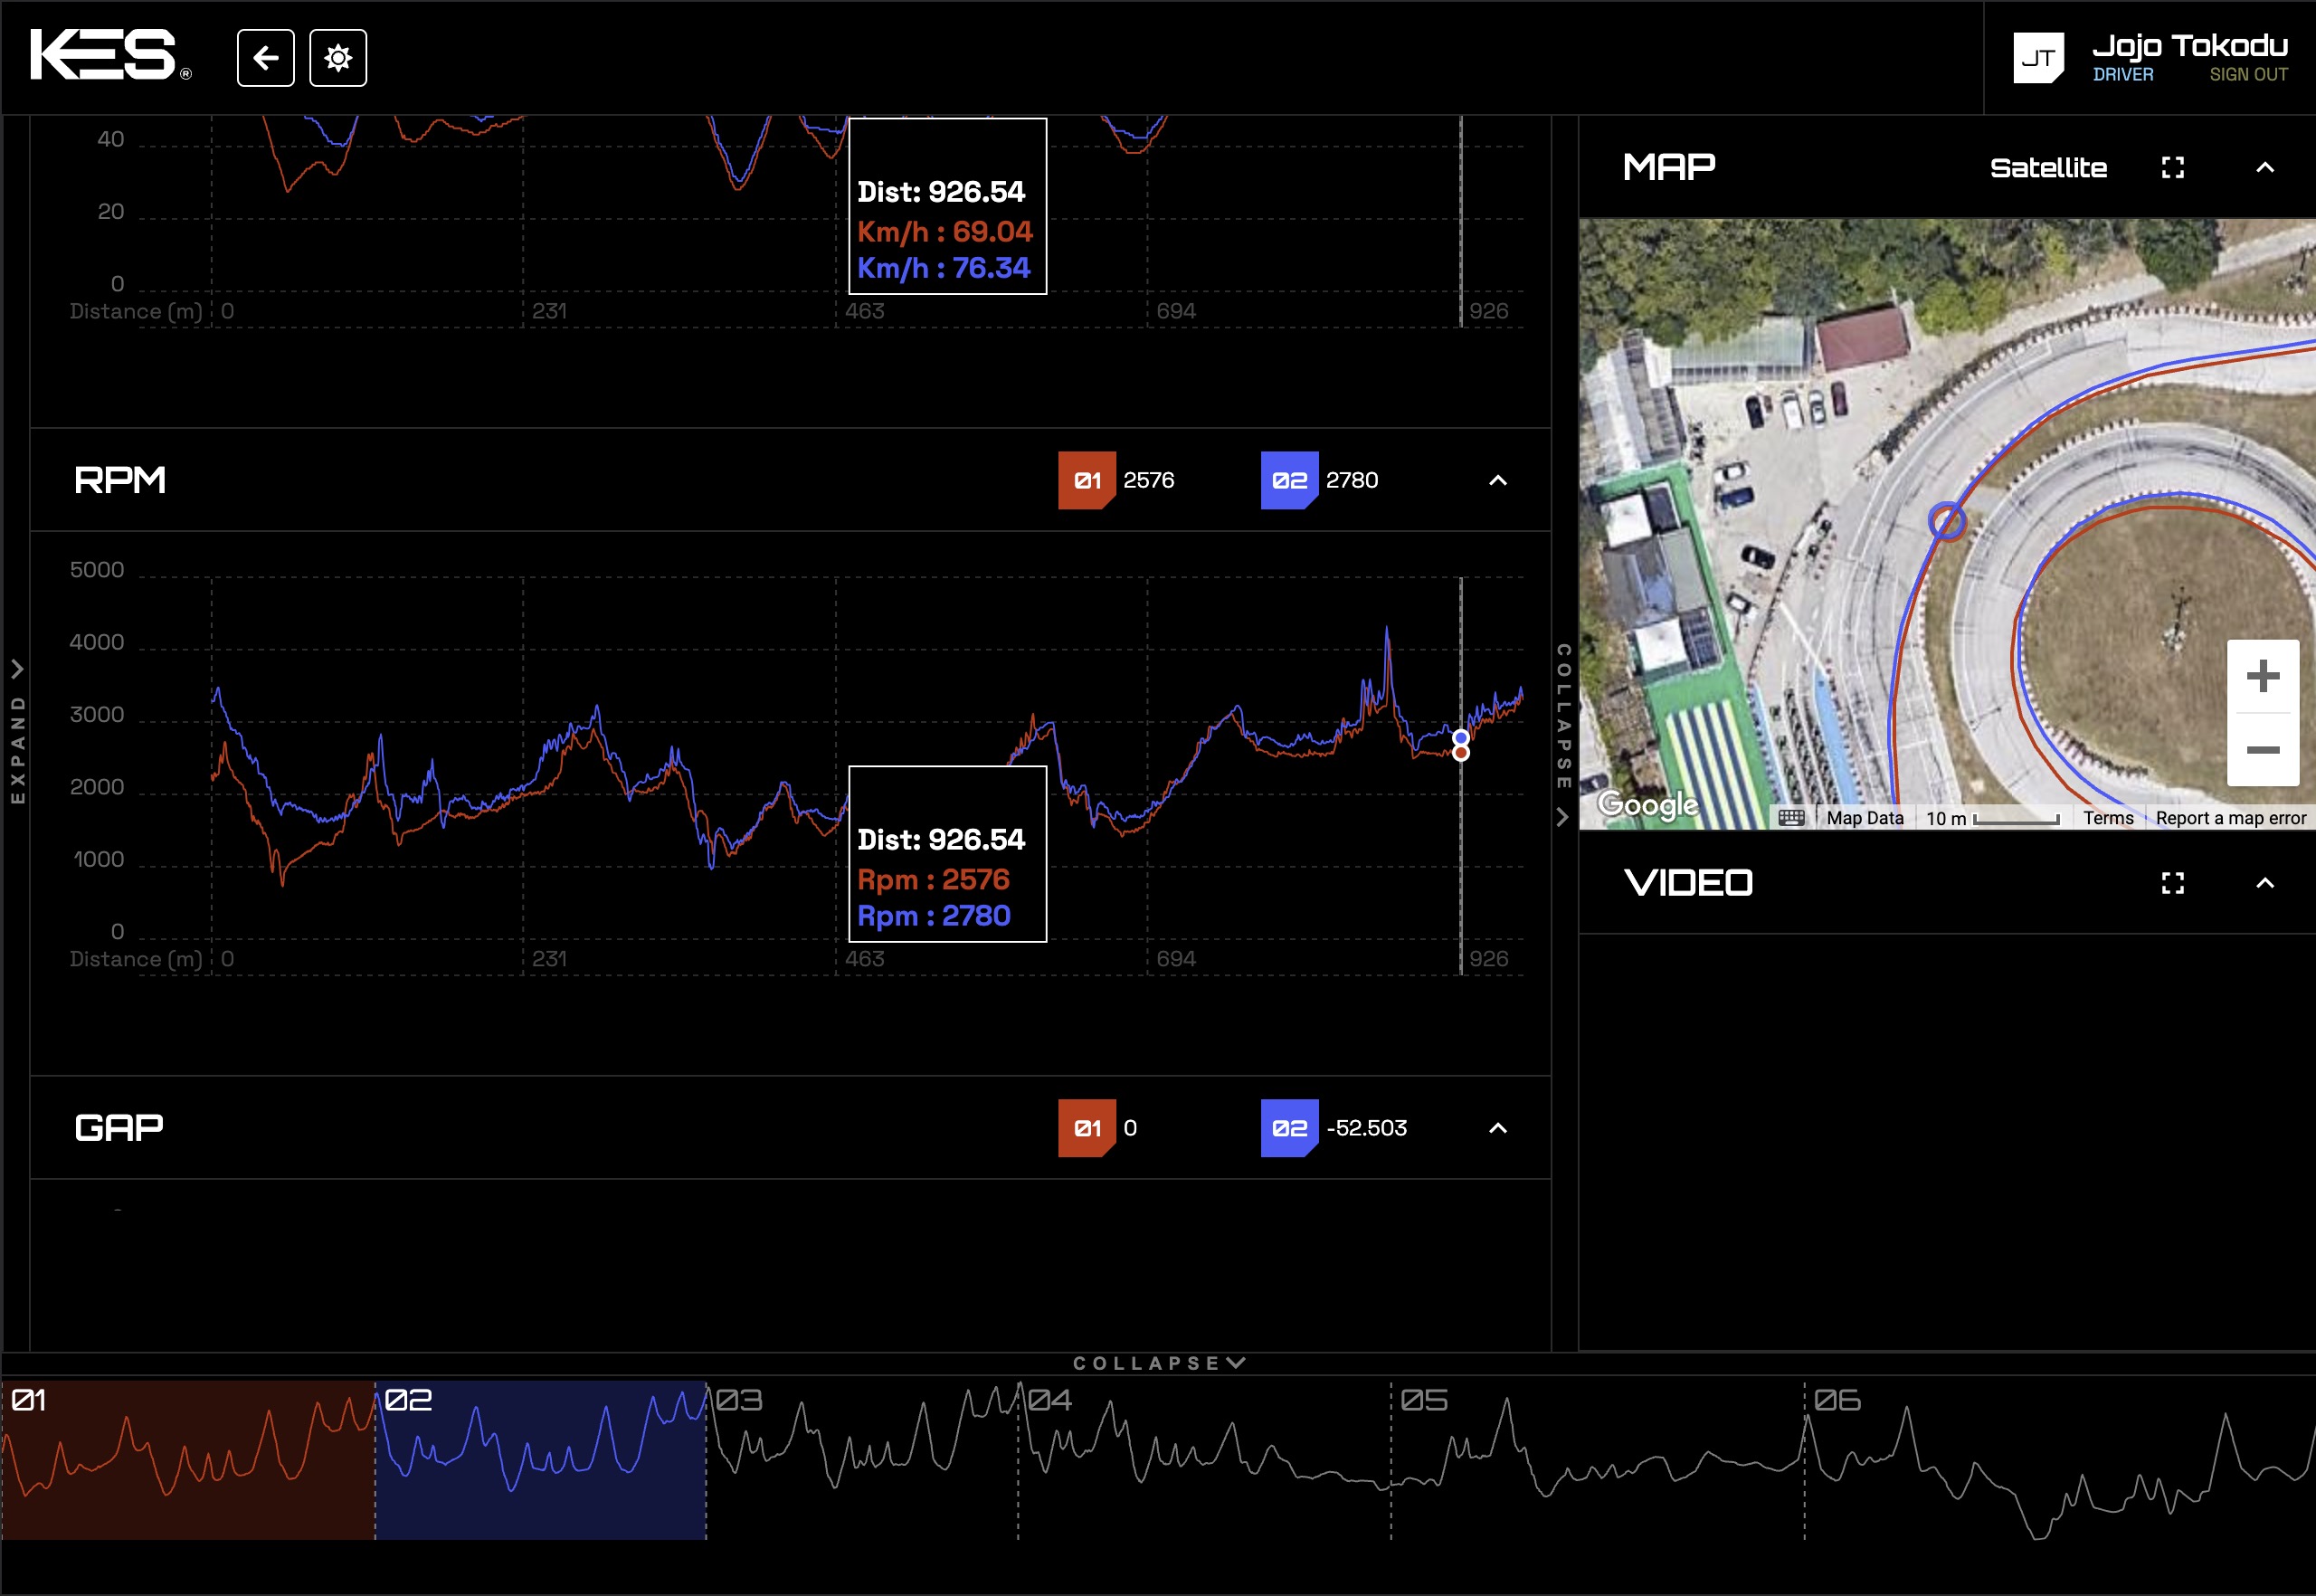 KES®
JT
Jojo Tokodu
DRIVER SIGN OUT
40
20
0
Distance (m) 0 231 463 694 926
Dist: 926.54
Km/h : 69.04
Km/h : 76.34
RPM 01 2576 02 2780
5000
4000
3000
2000
1000
0
Distance (m) 0 231 463 694 926
Dist: 926.54
Rpm : 2576
Rpm : 2780
GAP 01 0 02 -52.503
-
EXPAND
COLLAPSE
MAP Satellite
Google
Map Data 10 m Terms Report a map error
VIDEO
COLLAPSE
01 02 03 04 05 06